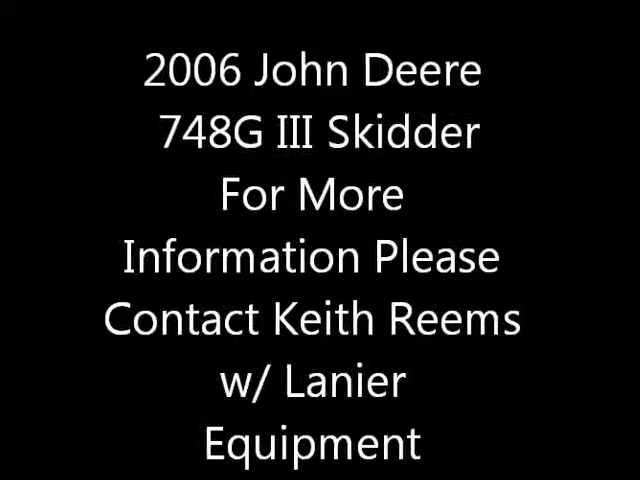 2006 John Deere
748G III Skidder
For More
Information Please
Contact Keith Reems
w/ Lanier
Equipment